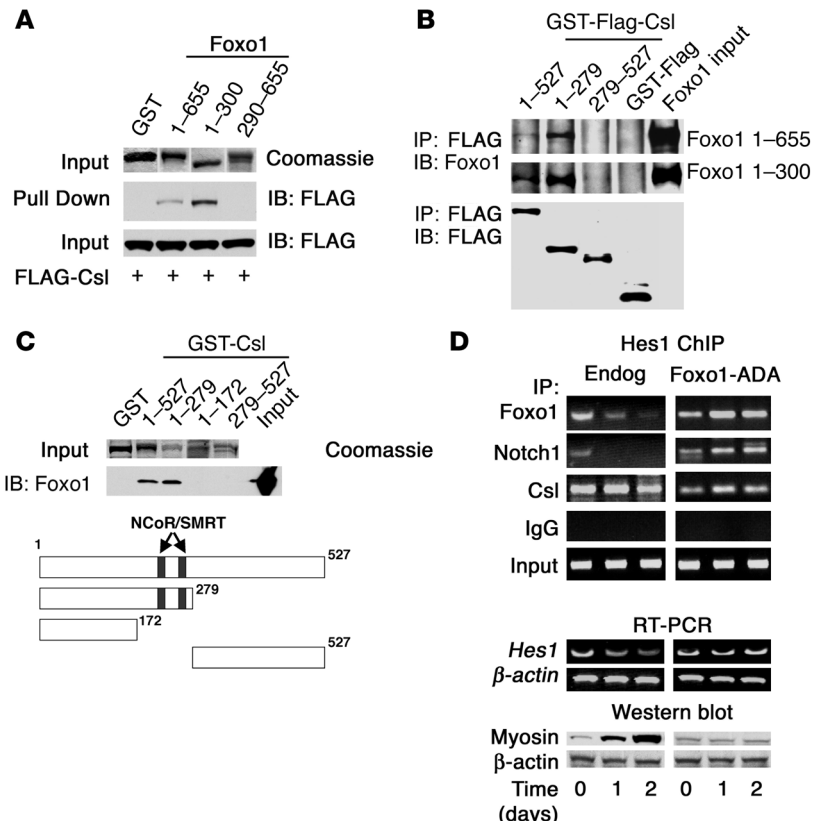 A
Foxo1
GST 1–655 1–300 290–655
Input Coomassie
Pull Down IB: FLAG
Input IB: FLAG
FLAG-Csl + + + +
B
GST-Flag-Csl
1–527 1–279 279–527 GST-Flag Foxo1 input
IP: FLAG Foxo1 1–655
IB: Foxo1
Foxo1 1–300
IP: FLAG
IB: FLAG
C
GST-Csl
GST 1–527 1–279 1–172 279–527 Input
Input Coomassie
IB: Foxo1
NCoR/SMRT
1
527
279
172
527
D
Hes1 ChIP
IP: Endog Foxo1-ADA
Foxo1
Notch1
Csl
IgG
Input
RT-PCR
Hes1
β-actin
Western blot
Myosin
β-actin
Time 0 1 2 0 1 2
(days)